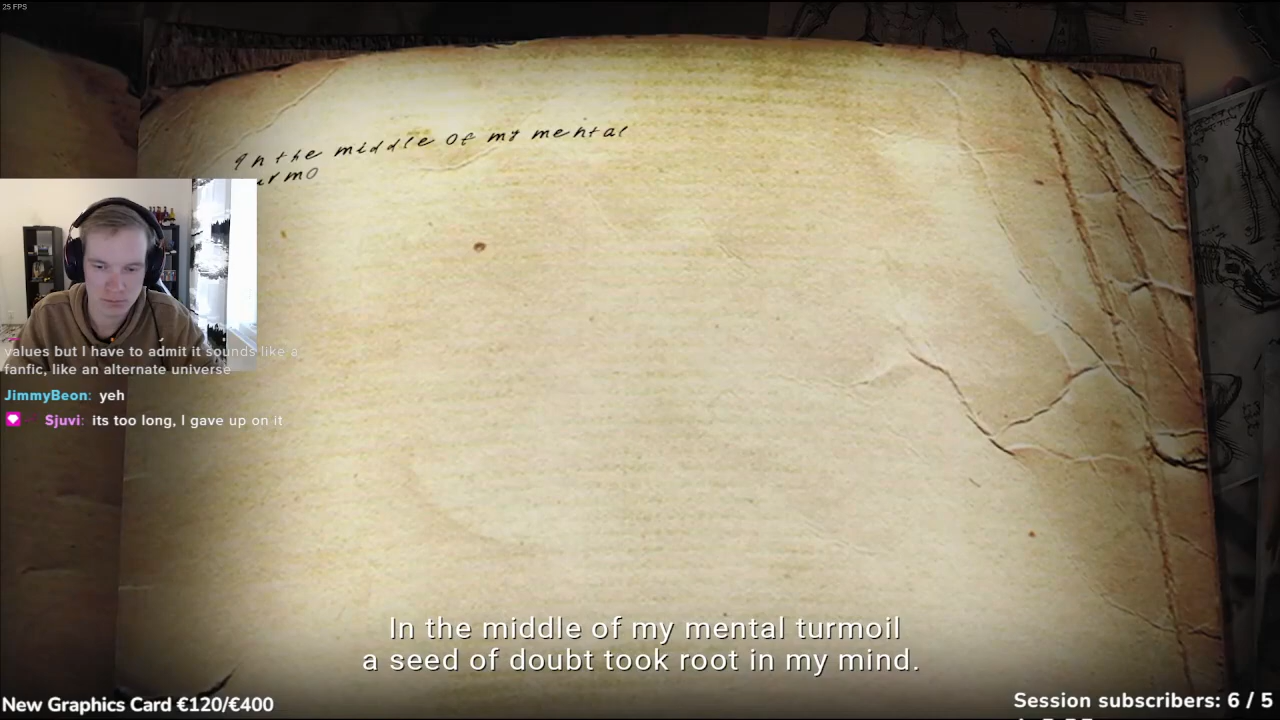 25 FPS
In the middle of my mental
urmo
values but I have to admit it sounds like a
fanfic, like an alternate universe
JimmyBeon: yeh
Sjuvi: its too long, I gave up on it
In the middle of my mental turmoil
a seed of doubt took root in my mind.
New Graphics Card €120/€400
Session subscribers: 6 / 5